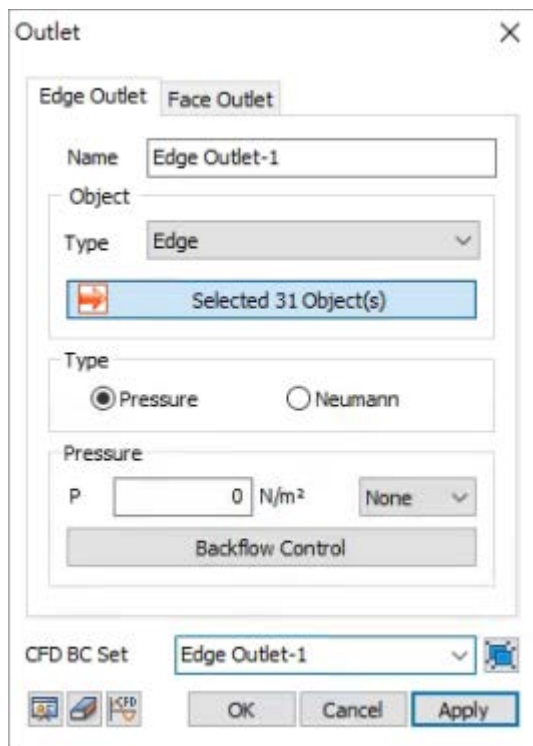 Outlet
Edge Outlet Face Outlet
Name Edge Outlet-1
Object
Type Edge
Selected 31 Object(s)
Type
Pressure Neumann
Pressure
P 0 N/m² None
Backflow Control
CFD BC Set Edge Outlet-1
CFD OK Cancel Apply